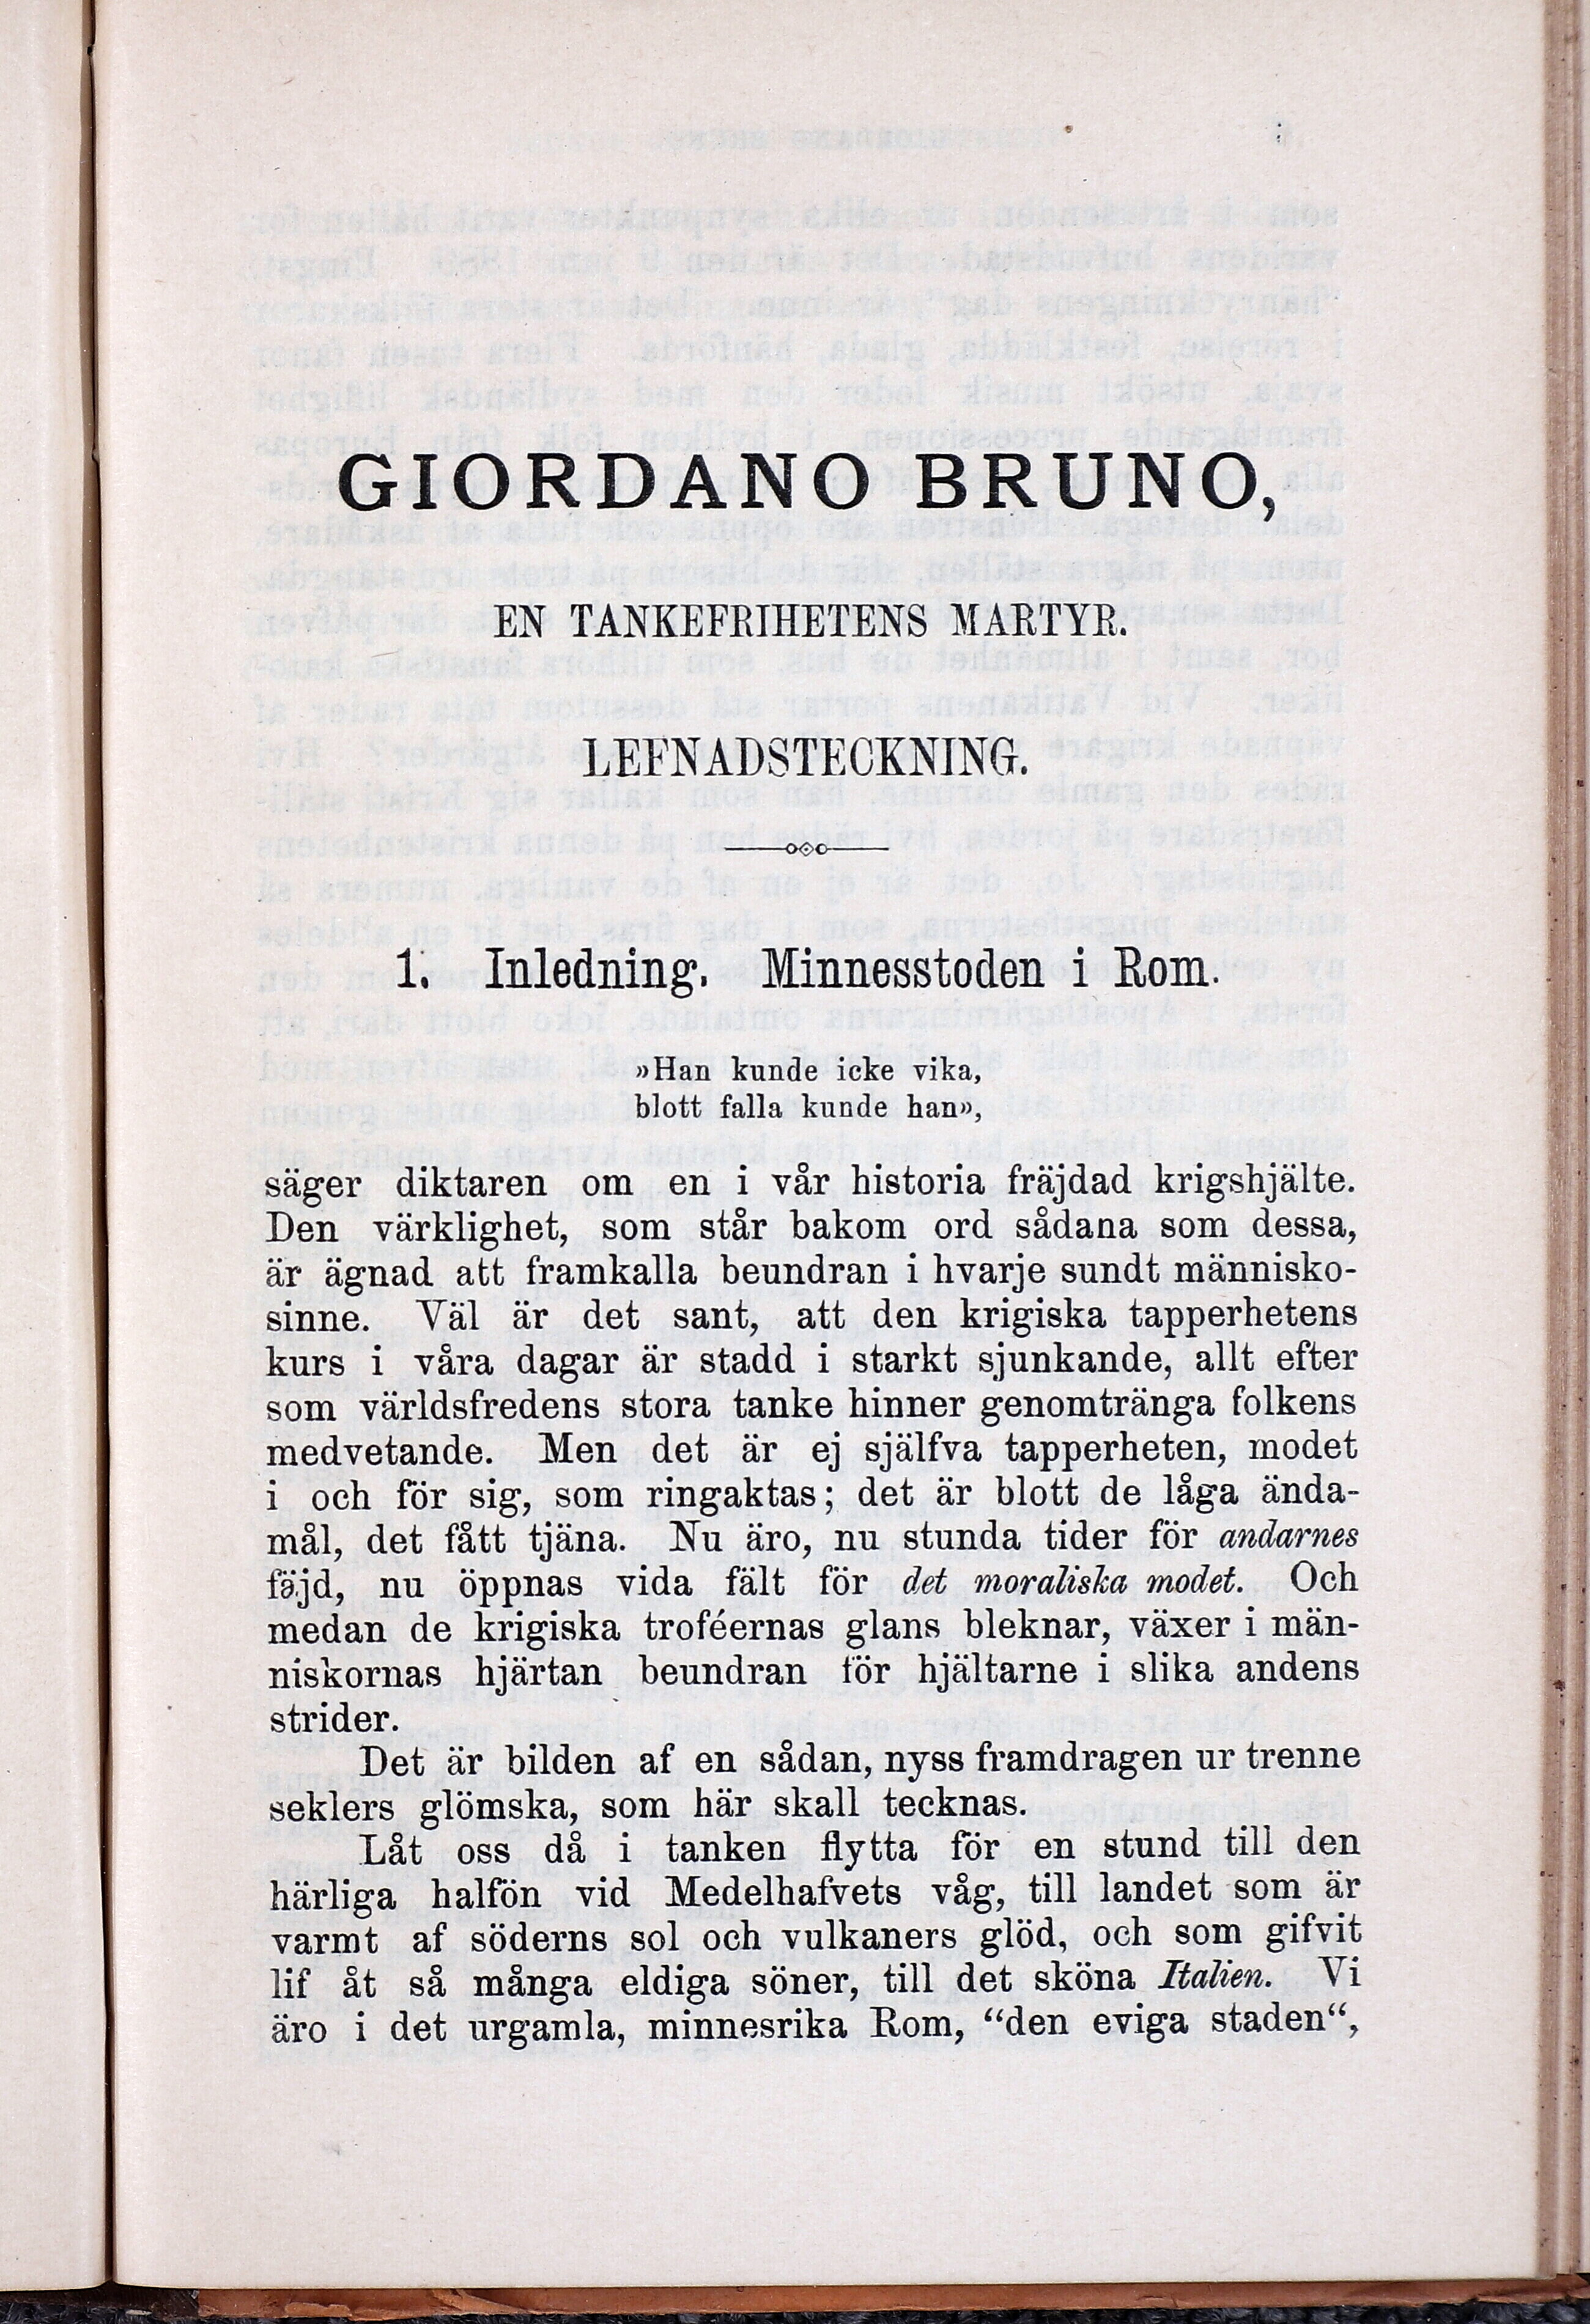 GIORDANO BRUNO,
EN TANKEFRIHETENS MARTYR.
LEFNADSTECKNING.
1. Inledning. Minnesstoden i Rom.
»Han kunde icke vika,
blott falla kunde han»,
säger diktaren om en i vår historia fräjdad krigshjälte.
Den värklighet, som står bakom ord sådana som dessa,
är ägnad att framkalla beundran i hvarje sundt människo-
sinne. Väl är det sant, att den krigiska tapperhetens
kurs i våra dagar är stadd i starkt sjunkande, allt efter
som världsfredens stora tanke hinner genomtränga folkens
medvetande. Men det är ej själfva tapperheten, modet
i och för sig, som ringaktas; det är blott de låga ända-
mål, det fått tjäna. Nu äro, nu stunda tider för andarnes
fäjd, nu öppnas vida fält för det moraliska modet. Och
medan de krigiska troféernas glans bleknar, växer i män-
niskornas hjärtan beundran för hjältarne i slika andens
strider.
Det är bilden af en sådan, nyss framdragen ur trenne
seklers glömska, som här skall tecknas.
Låt oss då i tanken flytta för en stund till den
härliga halfön vid Medelhafvets våg, till landet som är
varmt af söderns sol och vulkaners glöd, och som gifvit
lif åt så många eldiga söner, till det sköna Italien. Vi
äro i det urgamla, minnesrika Rom, “den eviga staden“,